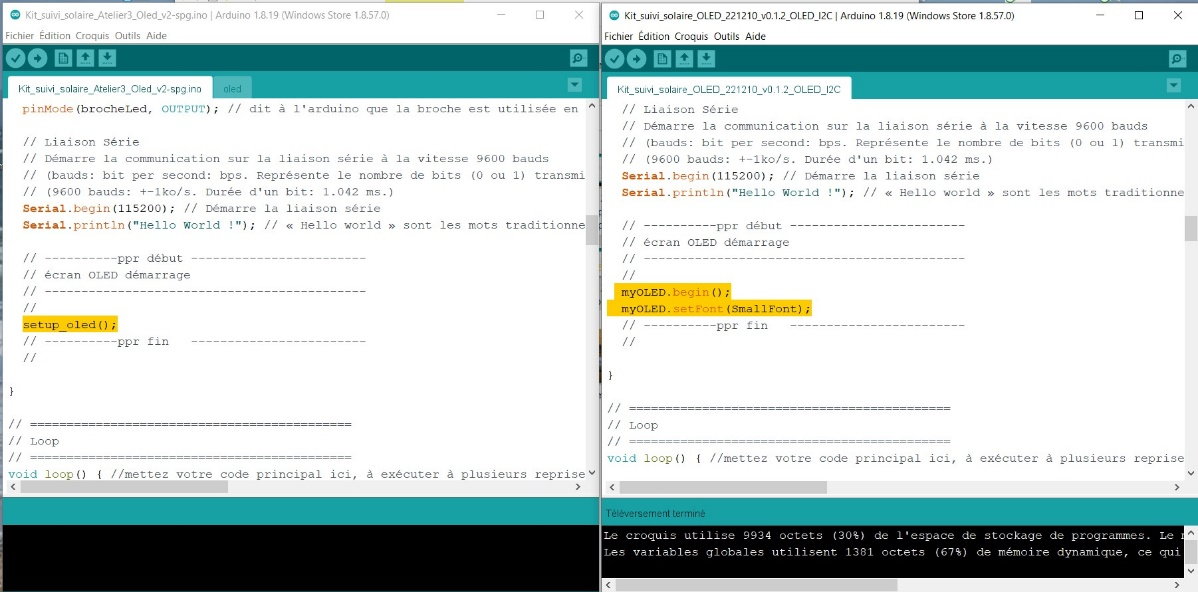 Kit_suivi_solaire_Atelier3_Oled_v2-spg.ino | Arduino 1.8.19 (Windows Store 1.8.57.0)
Fichier Édition Croquis Outils Aide
Kit_suivi_solaire_Atelier3_Oled_v2-spg.ino
oled
pinMode(brocheLed, OUTPUT); // dit à l'arduino que la broche est utilisée en
// Liaison Série
// Démarre la communication sur la liaison série à la vitesse 9600 bauds
// (bauds: bit per second: bps. Représente le nombre de bits (0 ou 1) transmi
// (9600 bauds: +-1ko/s. Durée d'un bit: 1.042 ms.)
Serial.begin(115200); // Démarre la liaison série
Serial.println("Hello World !"); // « Hello world » sont les mots traditionne
// ----------ppr début ------------------------
// écran OLED démarrage
// --------------------------------------------
//
setup_oled();
// ----------ppr fin   ------------------------
//
}
// ============================================
// Loop
// ============================================
void loop() { //mettez votre code principal ici, à exécuter à plusieurs reprise
Kit_suivi_solaire_OLED_221210_v0.1.2_OLED_I2C | Arduino 1.8.19 (Windows Store 1.8.57.0)
Fichier Édition Croquis Outils Aide
Kit_suivi_solaire_OLED_221210_v0.1.2_OLED_I2C
// Liaison Série
// Démarre la communication sur la liaison série à la vitesse 9600 bauds
// (bauds: bit per second: bps. Représente le nombre de bits (0 ou 1) transmi
// (9600 bauds: +-1ko/s. Durée d'un bit: 1.042 ms.)
Serial.begin(115200); // Démarre la liaison série
Serial.println("Hello World !"); // « Hello world » sont les mots traditionne
// ----------ppr début ------------------------
// écran OLED démarrage
// --------------------------------------------
//
myOLED.begin();
myOLED.setFont(SmallFont);
// ----------ppr fin   ------------------------
//
}
// ============================================
// Loop
// ============================================
void loop() { //mettez votre code principal ici, à exécuter à plusieurs reprise
Téléversement terminé
Le croquis utilise 9934 octets (30%) de l'espace de stockage de programmes. Le
Les variables globales utilisent 1381 octets (67%) de mémoire dynamique, ce qui